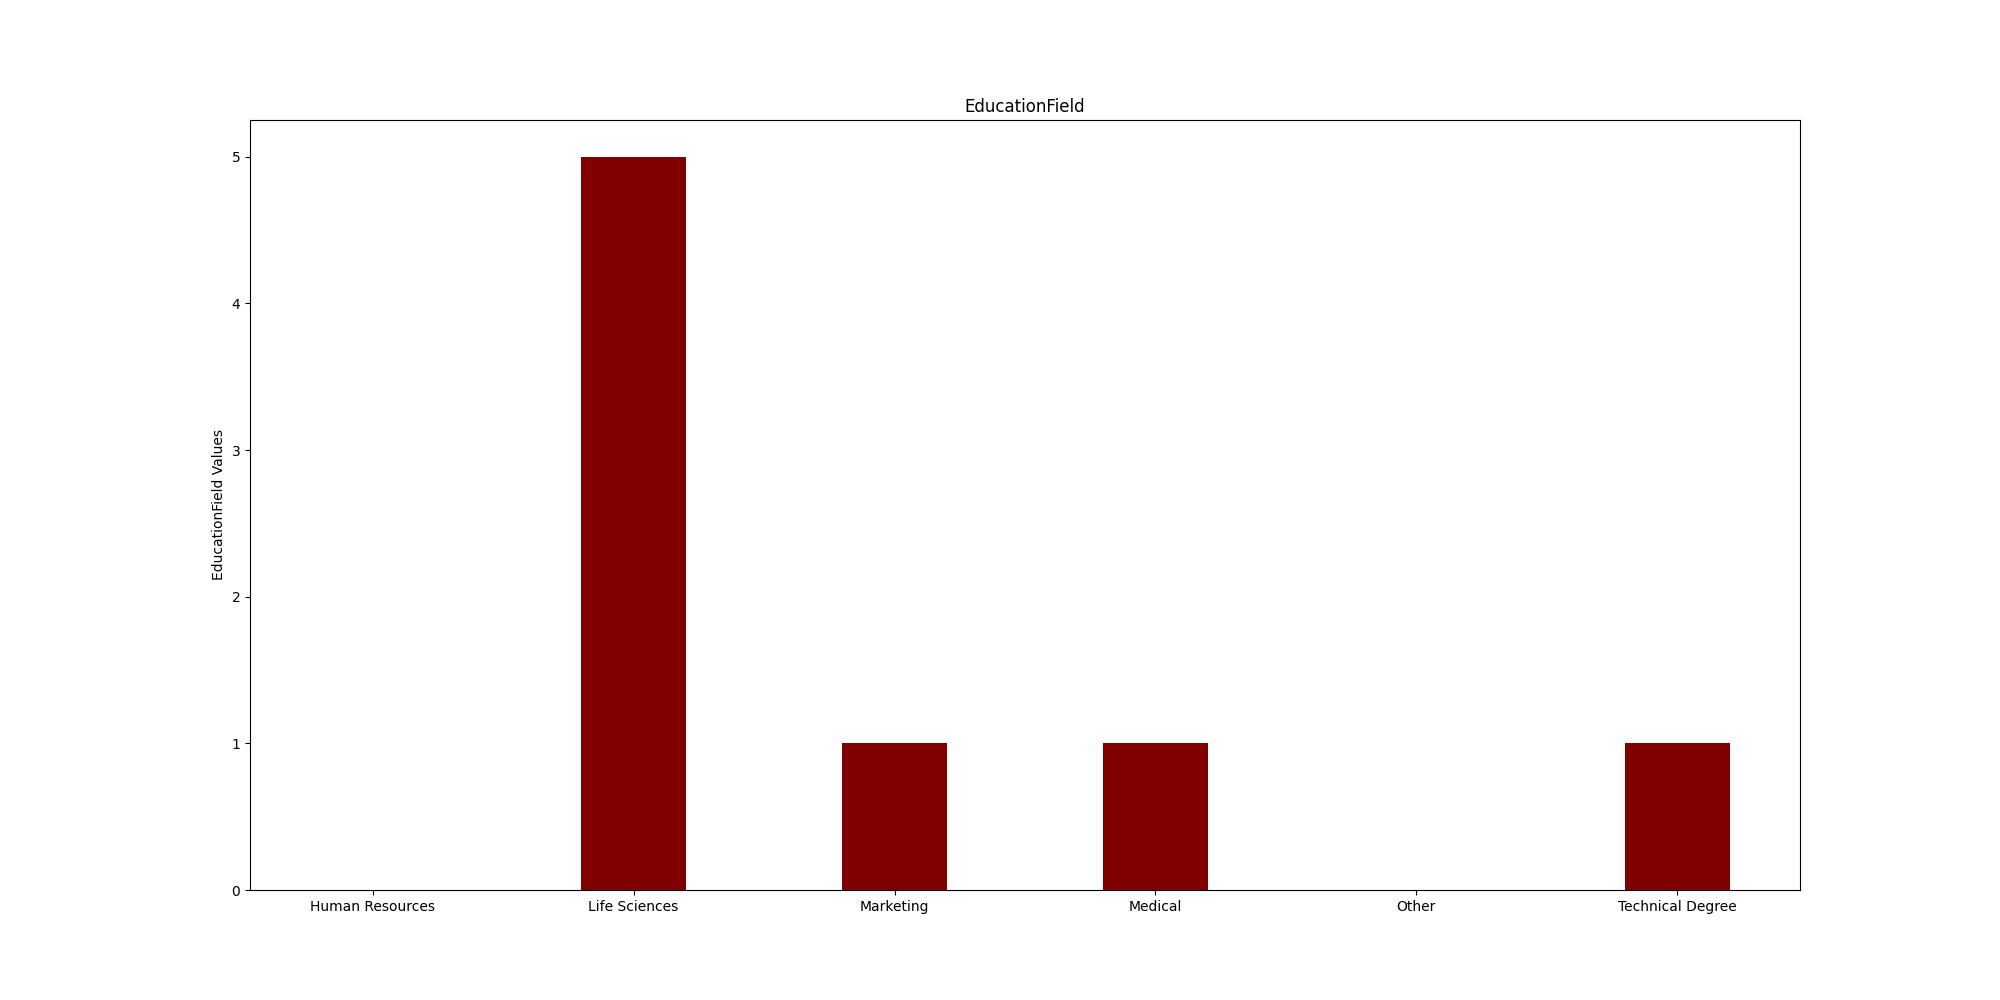 EducationField
EducationField Values
5
4
3
2
1
0
Human Resources Life Sciences Marketing Medical Other Technical Degree